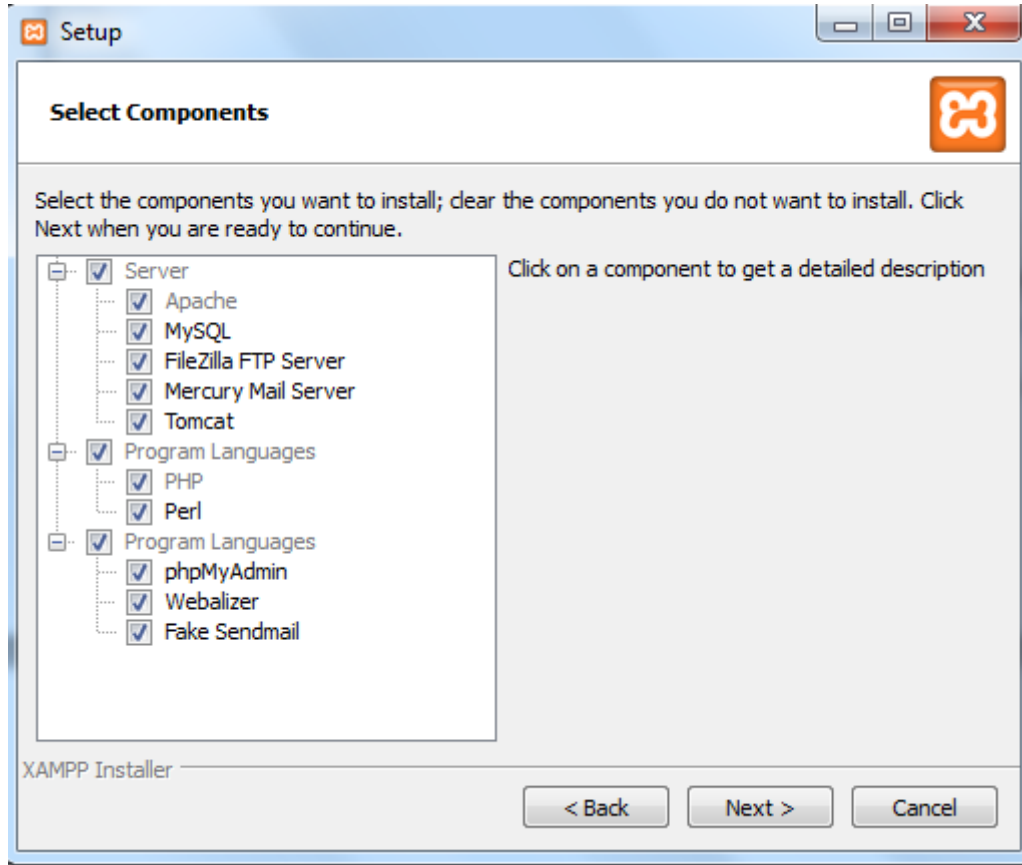 Setup
Select Components
Select the components you want to install; clear the components you do not want to install. Click
Next when you are ready to continue.
Server
Apache
MySQL
FileZilla FTP Server
Mercury Mail Server
Tomcat
Program Languages
PHP
Perl
Program Languages
phpMyAdmin
Webalizer
Fake Sendmail
Click on a component to get a detailed description
XAMPP Installer
< Back Next > Cancel